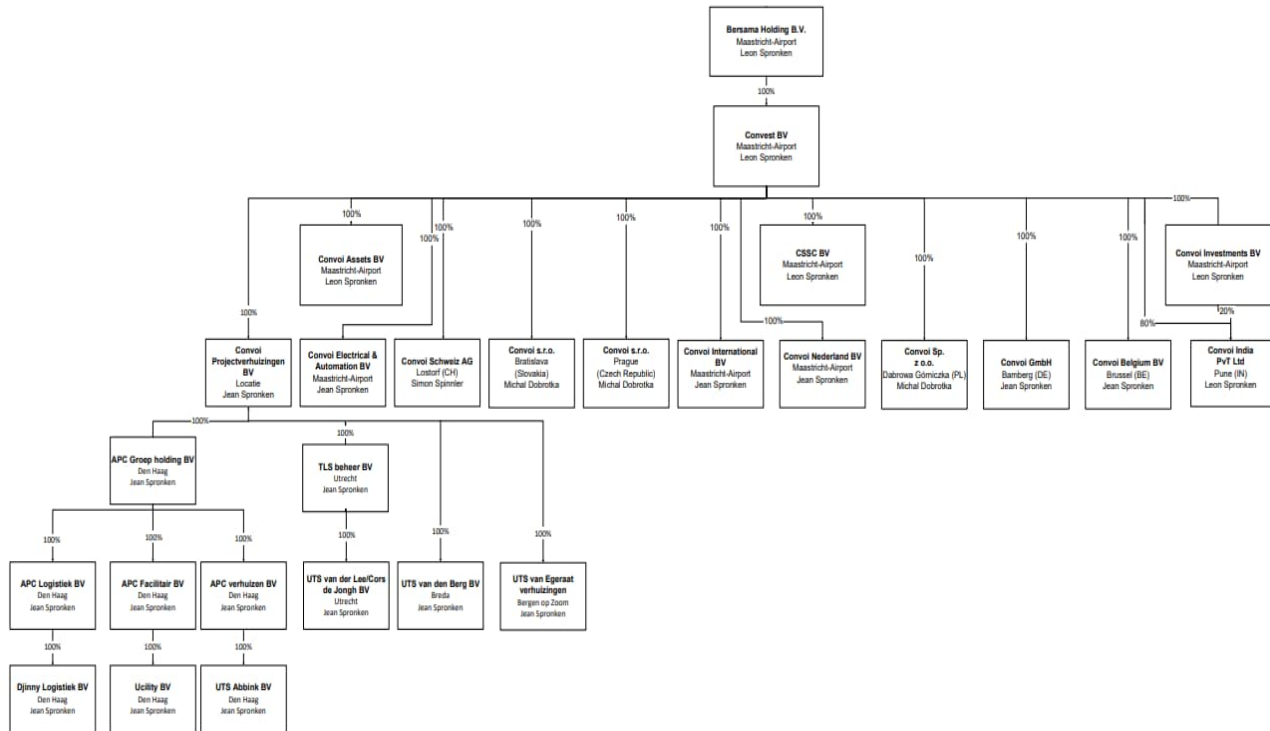 Bersama Holding B.V.
Maastricht-Airport
Leon Spronken
100%
Convest BV
Maastricht-Airport
Leon Spronken
100%
100%
100%
100%
100%
100%
100%
100%
100%
100%
100%
100%
100%
100%
Convoi Assets BV
Maastricht-Airport
Leon Spronken
CSSC BV
Maastricht-Airport
Leon Spronken
Convoi Investments BV
Maastricht-Airport
Leon Spronken
20%
80%
Convoi
Projectverhuizingen
BV
Locatie
Jean Spronken
Convoi Electrical &
Automation BV
Maastricht-Airport
Jean Spronken
Convoi Schweiz AG
Lostorf (CH)
Simon Spinnler
Convoi s.r.o.
Bratislava
(Slovakia)
Michal Dobrotka
Convoi s.r.o.
Prague
(Czech Republic)
Michal Dobrotka
Convoi International
BV
Maastricht-Airport
Jean Spronken
Convoi Nederland BV
Maastricht-Airport
Jean Spronken
Convoi Sp.
z o.o.
Dabrowa Górniczka (PL)
Michal Dobrotka
Convoi GmbH
Bamberg (DE)
Jean Spronken
Convoi Belgium BV
Brussel (BE)
Jean Spronken
Convoi India
PvT Ltd
Pune (IN)
Leon Spronken
100%
100%
100%
100%
APC Groep holding BV
Den Haag
Jean Spronken
TLS beheer BV
Utrecht
Jean Spronken
100%
100%
100%
100%
APC Logistiek BV
Den Haag
Jean Spronken
APC Facilitair BV
Den Haag
Jean Spronken
APC verhuizen BV
Den Haag
Jean Spronken
UTS van der Lee/Cors
de Jongh BV
Utrecht
Jean Spronken
UTS van den Berg BV
Breda
Jean Spronken
UTS van Egeraat
verhuizingen
Bergen op Zoom
Jean Spronken
100%
100%
100%
Djinny Logistiek BV
Den Haag
Jean Spronken
Ucility BV
Den Haag
Jean Spronken
UTS Abbink BV
Den Haag
Jean Spronken